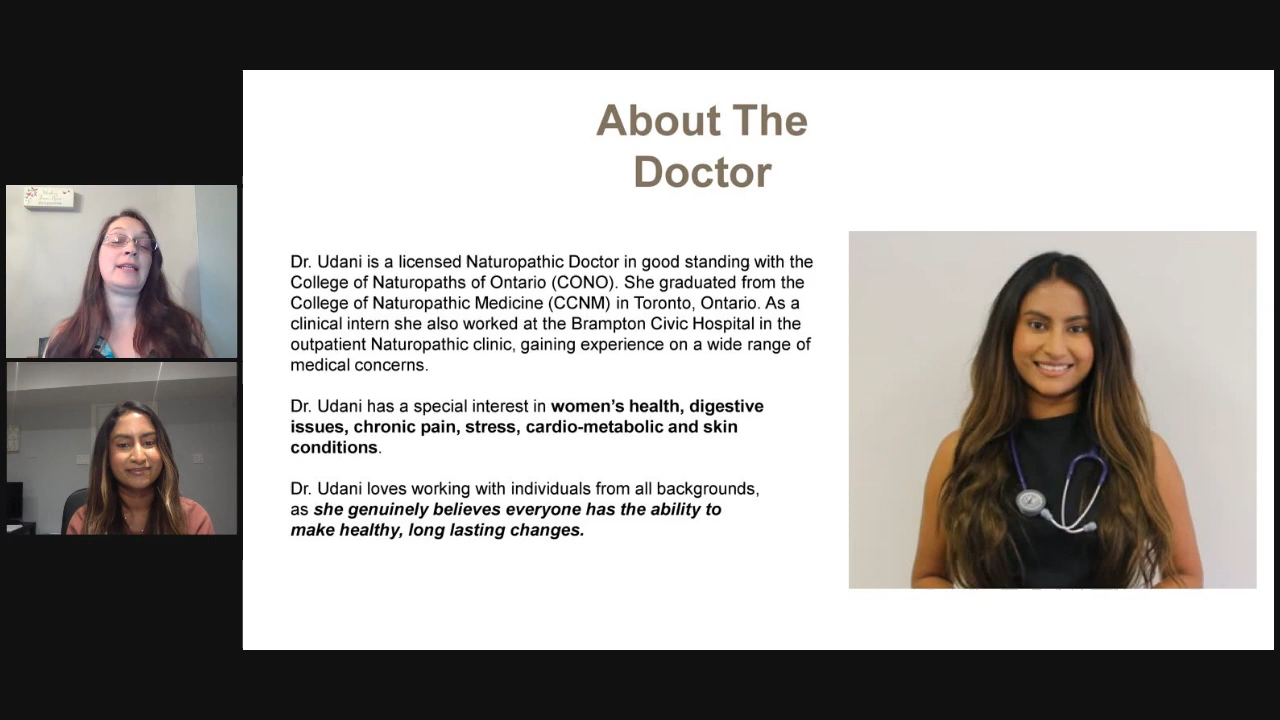 About The
Doctor
Dr. Udani is a licensed Naturopathic Doctor in good standing with the
College of Naturopaths of Ontario (CONO). She graduated from the
College of Naturopathic Medicine (CCNM) in Toronto, Ontario. As a
clinical intern she also worked at the Brampton Civic Hospital in the
outpatient Naturopathic clinic, gaining experience on a wide range of
medical concerns.
Dr. Udani has a special interest in women’s health, digestive
issues, chronic pain, stress, cardio-metabolic and skin
conditions.
Dr. Udani loves working with individuals from all backgrounds,
as she genuinely believes everyone has the ability to
make healthy, long lasting changes.